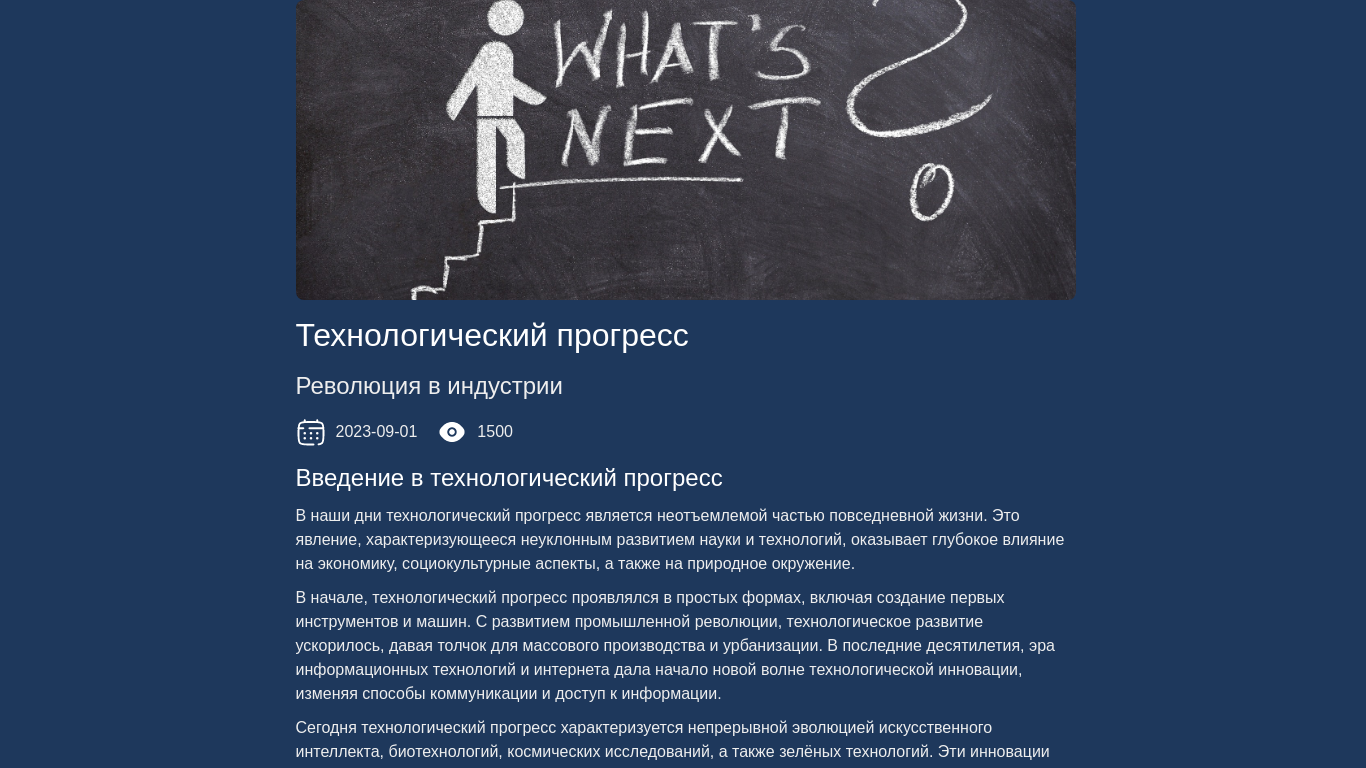 WHAT'S
NEXT ?
Технологический прогресс
Революция в индустрии
2023-09-01 1500
Введение в технологический прогресс
В наши дни технологический прогресс является неотъемлемой частью повседневной жизни. Это
явление, характеризующееся неуклонным развитием науки и технологий, оказывает глубокое влияние
на экономику, социокультурные аспекты, а также на природное окружение.
В начале, технологический прогресс проявлялся в простых формах, включая создание первых
инструментов и машин. С развитием промышленной революции, технологическое развитие
ускорилось, давая толчок для массового производства и урбанизации. В последние десятилетия, эра
информационных технологий и интернета дала начало новой волне технологической инновации,
изменяя способы коммуникации и доступ к информации.
Сегодня технологический прогресс характеризуется непрерывной эволюцией искусственного
интеллекта, биотехнологий, космических исследований, а также зелёных технологий. Эти инновации